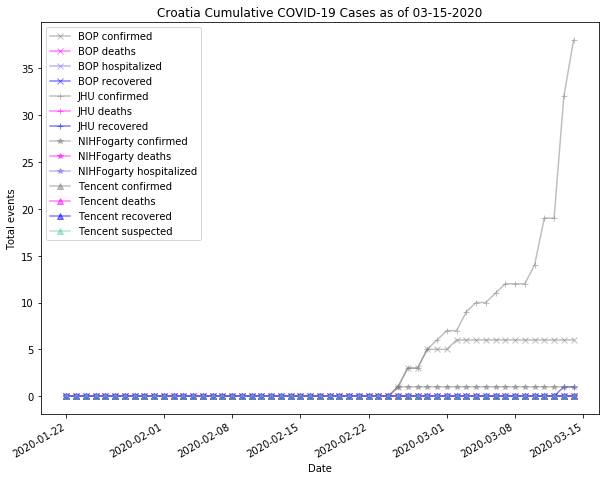 Croatia Cumulative COVID-19 Cases as of 03-15-2020
BOP confirmed
BOP deaths
BOP hospitalized
BOP recovered
JHU confirmed
JHU deaths
JHU recovered
NIHFogarty confirmed
NIHFogarty deaths
NIHFogarty hospitalized
Tencent confirmed
Tencent deaths
Tencent recovered
Tencent suspected
Total events
35
30
25
20
15
10
5
0
2020-01-22
2020-02-01
2020-02-08
2020-02-15
2020-02-22
2020-03-01
2020-03-08
2020-03-15
Date